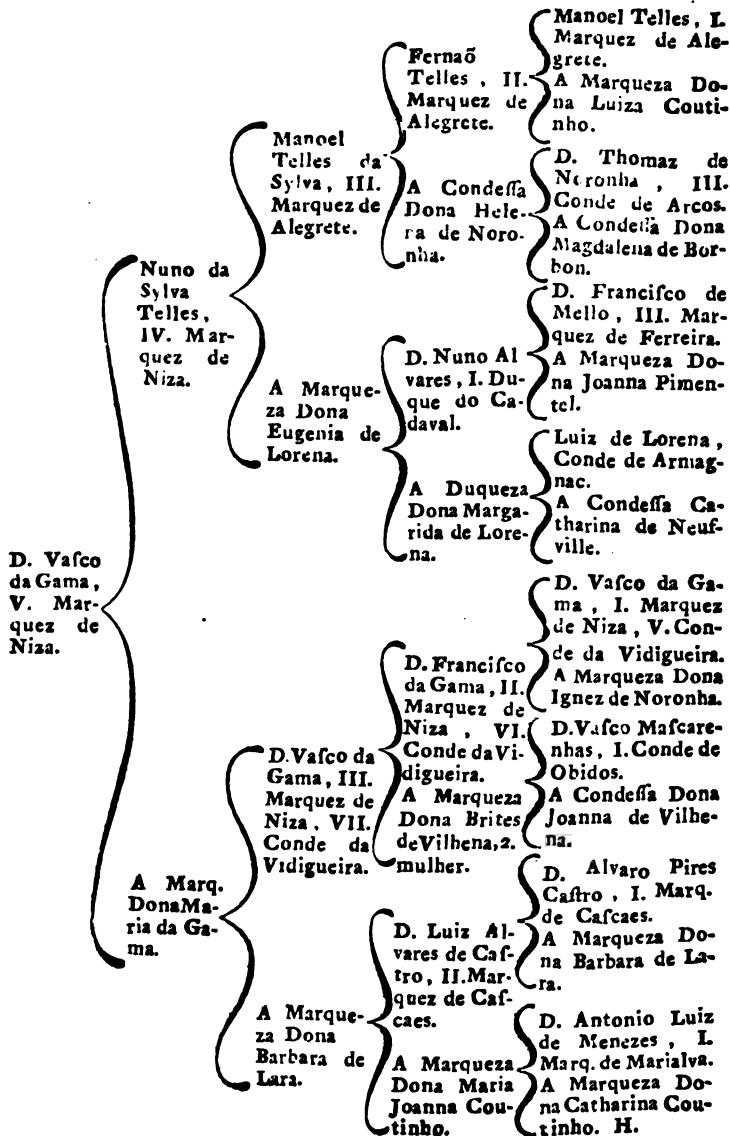 D. Vaſco
da Gama,
V. Mar-
quez de
Niza.
Nuno da
Sylva
Telles,
IV. Mar-
quez de
Niza.
A Marq.
Dona Ma-
ria da Ga-
ma.
Manoel
Telles da
Sylva, III.
Marquez de
Alegrete.
A Marque-
za Dona
Eugenia de
Lorena.
D. Vaſco da
Gama, III.
Marquez de
Niza, VII.
Conde da
Vidigueira.
A Marque-
za Dona
Barbara de
Lara.
Fernaõ
Telles, II.
Marquez de
Alegrete.
A Condeſſa
Dona Hele-
na de Noro-
nha.
D. Nuno Al
vares, I. Du-
que do Ca-
daval.
A Duqueza
Dona Marga-
rida de Lore-
na.
D. Franciſco
da Gama, II.
Marquez de
Niza, VI.
Conde da Vi-
digueira.
A Marqueza
Dona Brites
de Vilhena, 2.
mulher.
D. Luiz Al-
vares de Caſ-
tro, II. Mar-
quez de Caſ-
caes.
A Marqueza
Dona Maria
Joanna Cou-
tinho.
Manoel Telles, I.
Marquez de Ale-
grete.
A Marqueza Do-
na Luiza Couti-
nho.
D. Thomaz de
Noronha, III.
Conde de Arcos.
A Condeſſa Dona
Magdalena de Bor-
bon.
D. Franciſco de
Mello, III. Mar-
quez de Ferreira.
A Marqueza Do-
na Joanna Pimen-
tel.
Luiz de Lorena,
Conde de Armag-
nac.
A Condeſſa Ca-
tharina de Neuf-
ville.
D. Vaſco da Ga-
ma, I. Marquez
de Niza, V. Con-
de da Vidigueira.
A Marqueza Dona
Ignez de Noronha.
D. Vaſco Maſcare-
nhas, I. Conde de
Obidos.
A Condeſſa Dona
Joanna de Vilhe-
na.
D. Alvaro Pires
Caſtro, I. Marq.
de Caſcaes.
A Marqueza Do-
na Barbara de La-
ra.
D. Antonio Luiz
de Menezes, I.
Marq. de Marialva.
A Marqueza Do-
na Catharina Cou-
tinho. H.